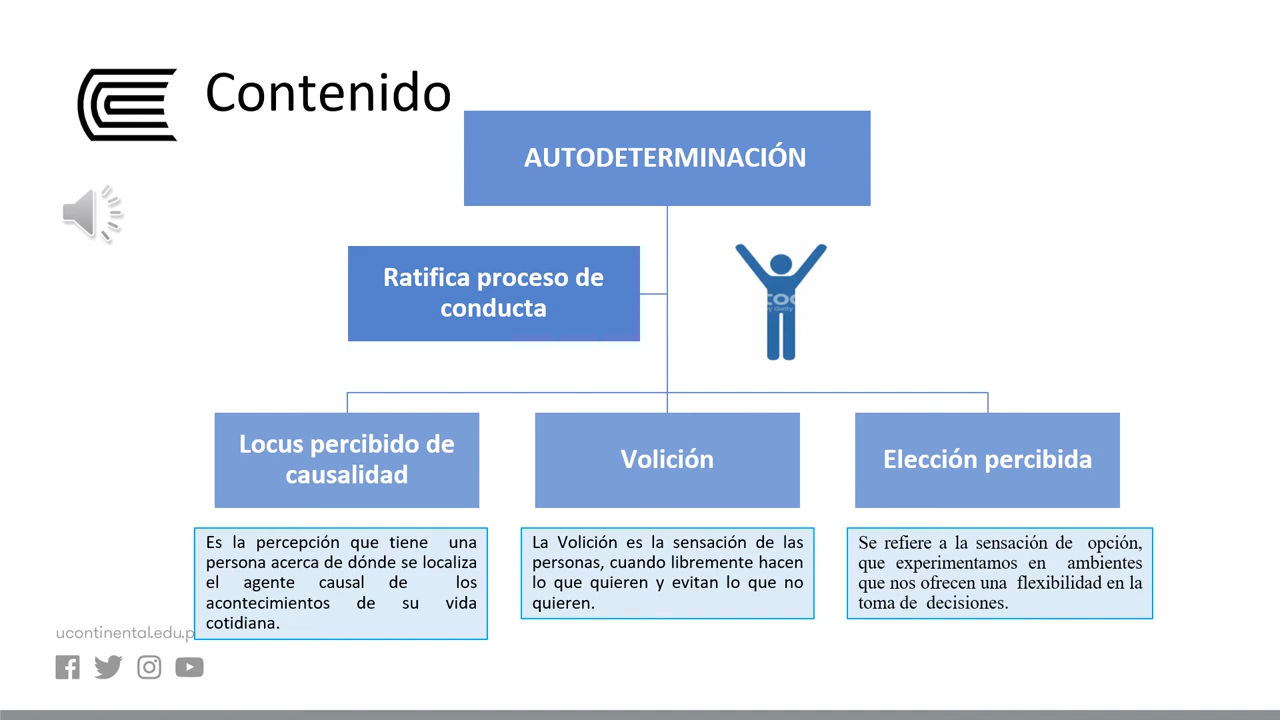 Contenido
AUTODETERMINACIÓN
Ratifica proceso de
conducta
Locus percibido de
causalidad
Volición
Elección percibida
Es la percepción que tiene una
persona acerca de dónde se localiza
el agente causal de los
acontecimientos de su vida
cotidiana.
La Volición es la sensación de las
personas, cuando libremente hacen
lo que quieren y evitan lo que no
quieren.
Se refiere a la sensación de opción,
que experimentamos en ambientes
que nos ofrecen una flexibilidad en la
toma de decisiones.
ucontinental.edu.p